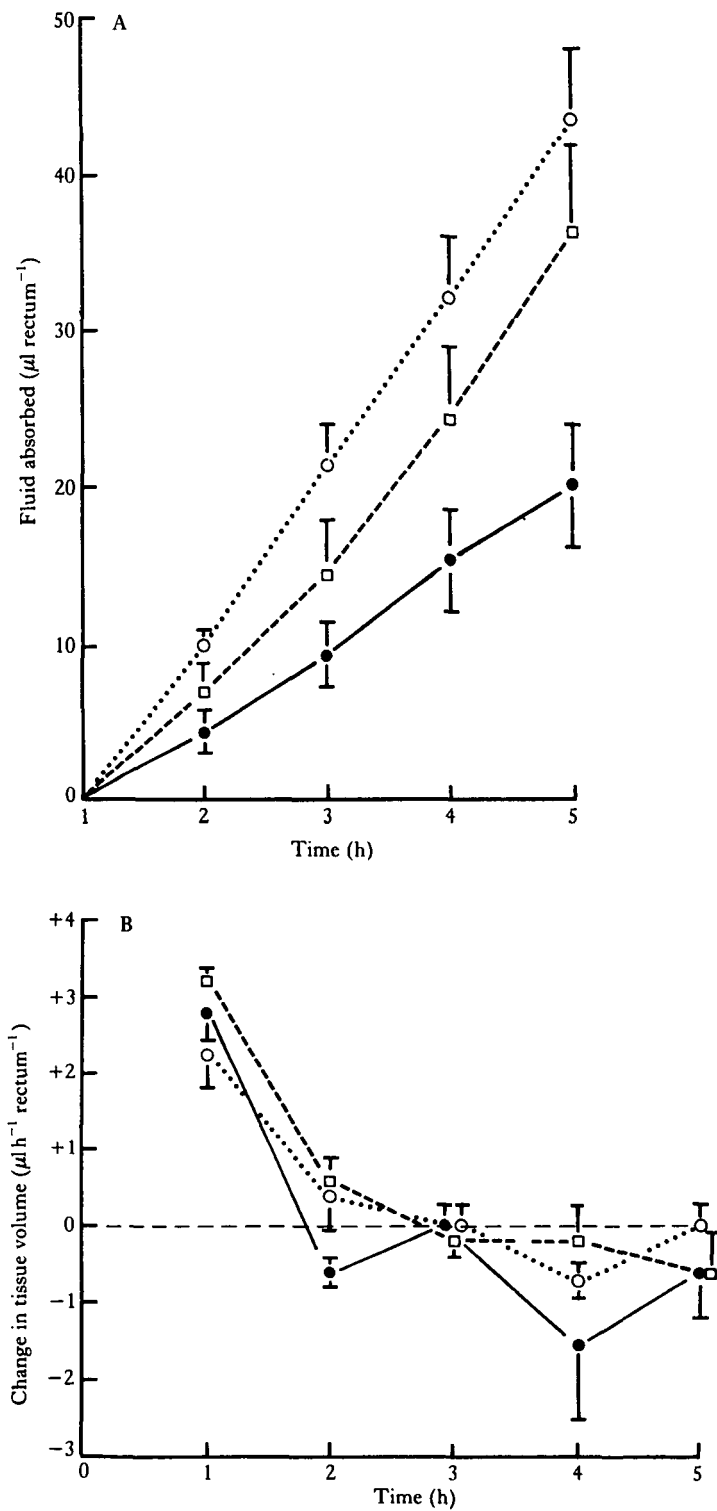 A
50
40
30
20
10
0
Fluid absorbed (μl rectum⁻¹)
1 2 3 4 5
Time (h)
B
+4
+3
+2
+1
0
−1
−2
−3
Change in tissue volume (μl h⁻¹ rectum⁻¹)
0 1 2 3 4 5
Time (h)